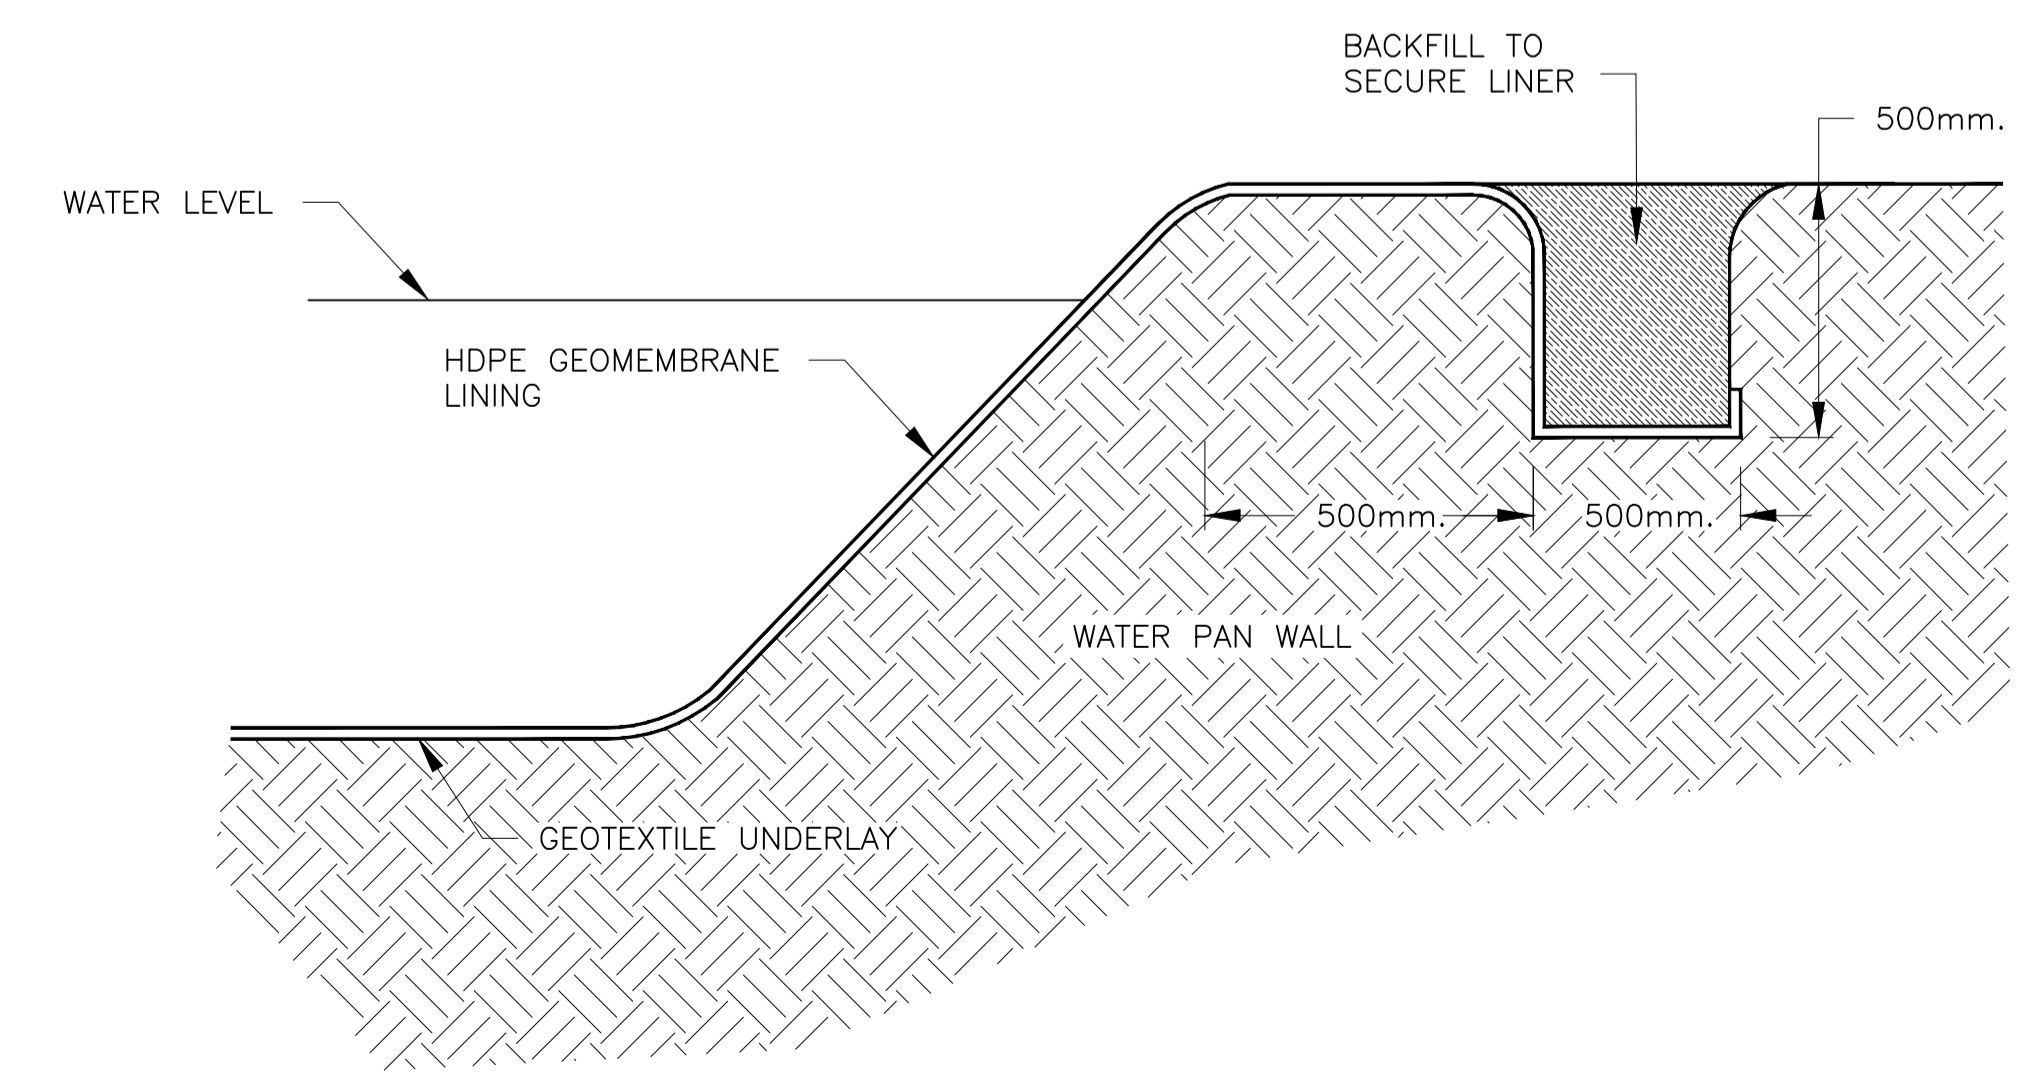 BACKFILL TO
SECURE LINER
500mm.
WATER LEVEL
HDPE GEOMEMBRANE
LINING
500mm. 500mm.
WATER PAN WALL
GEOTEXTILE UNDERLAY